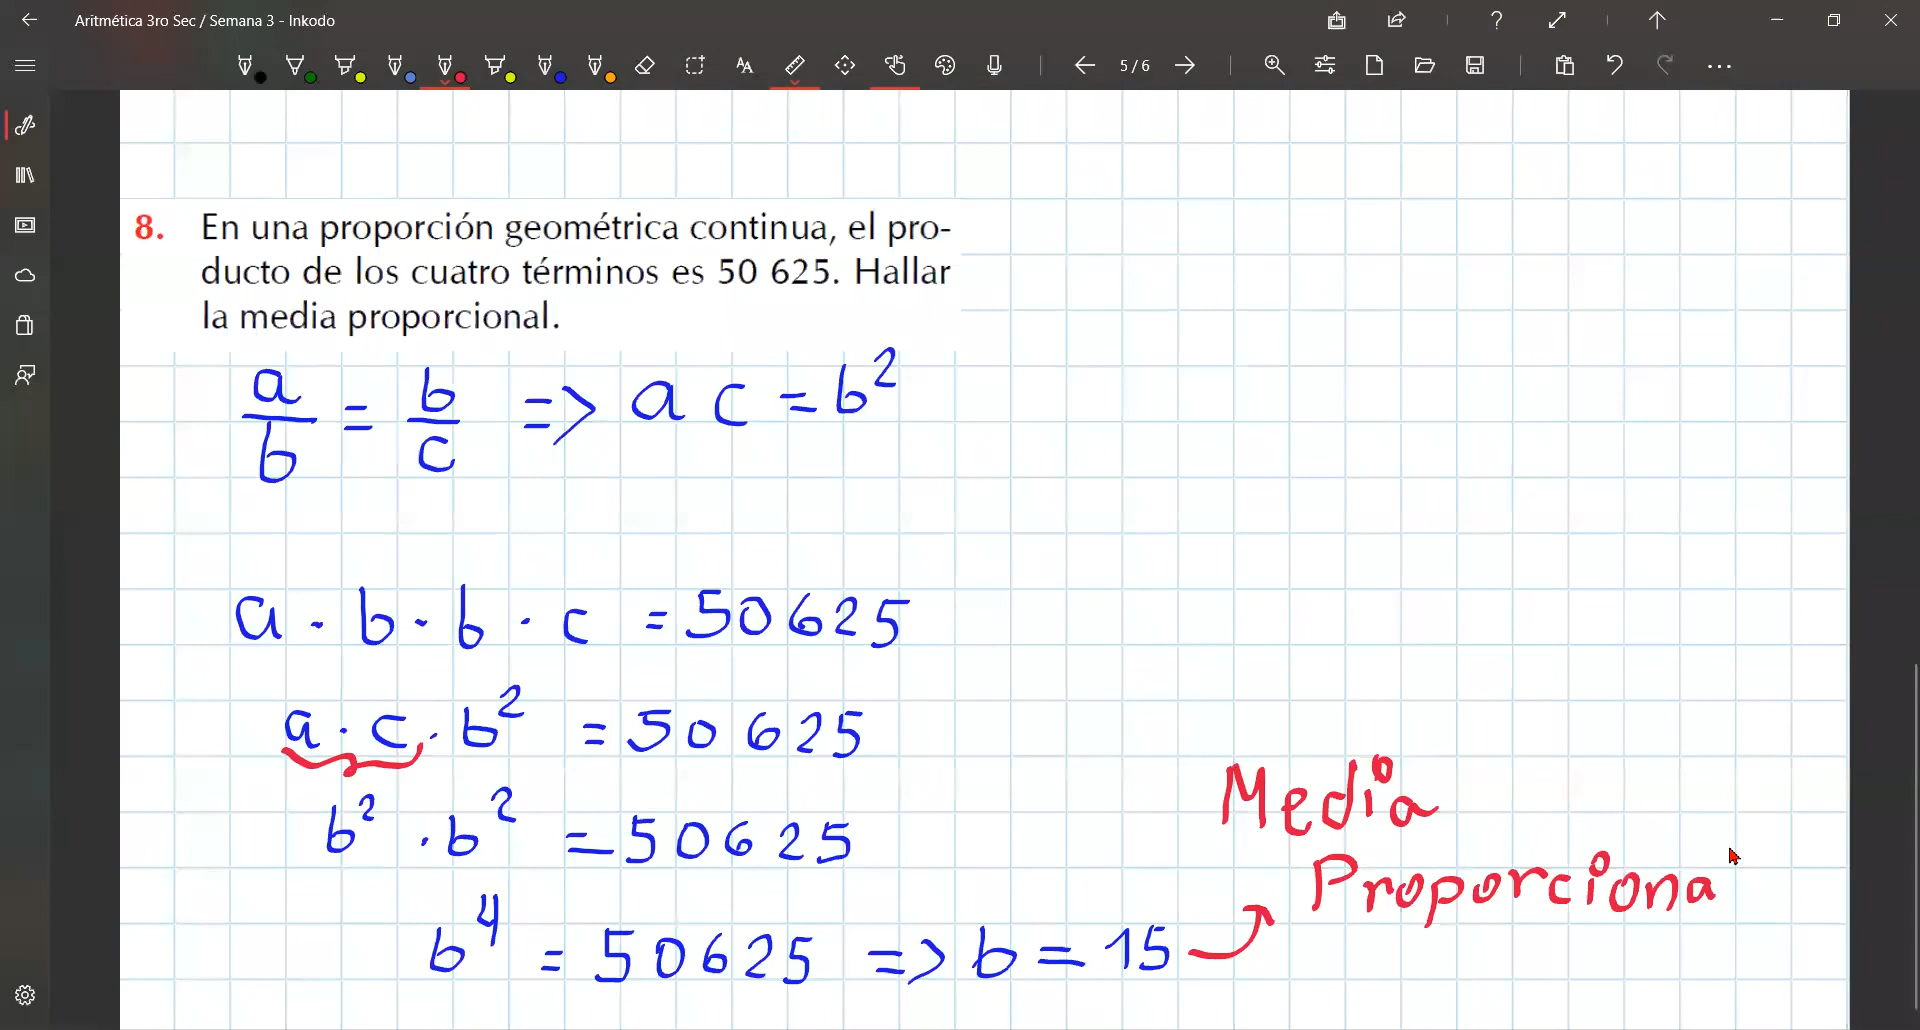 Aritmética 3ro Sec / Semana 3 - Inkodo
5 / 6
8. En una proporción geométrica continua, el pro-
ducto de los cuatro términos es 50 625. Hallar
la media proporcional.
a/b = b/c => a c = b²
a · b · b · c = 50625
a · c · b² = 50625
b² · b² = 50625
b⁴ = 50625 => b = 15
Media
Proporciona